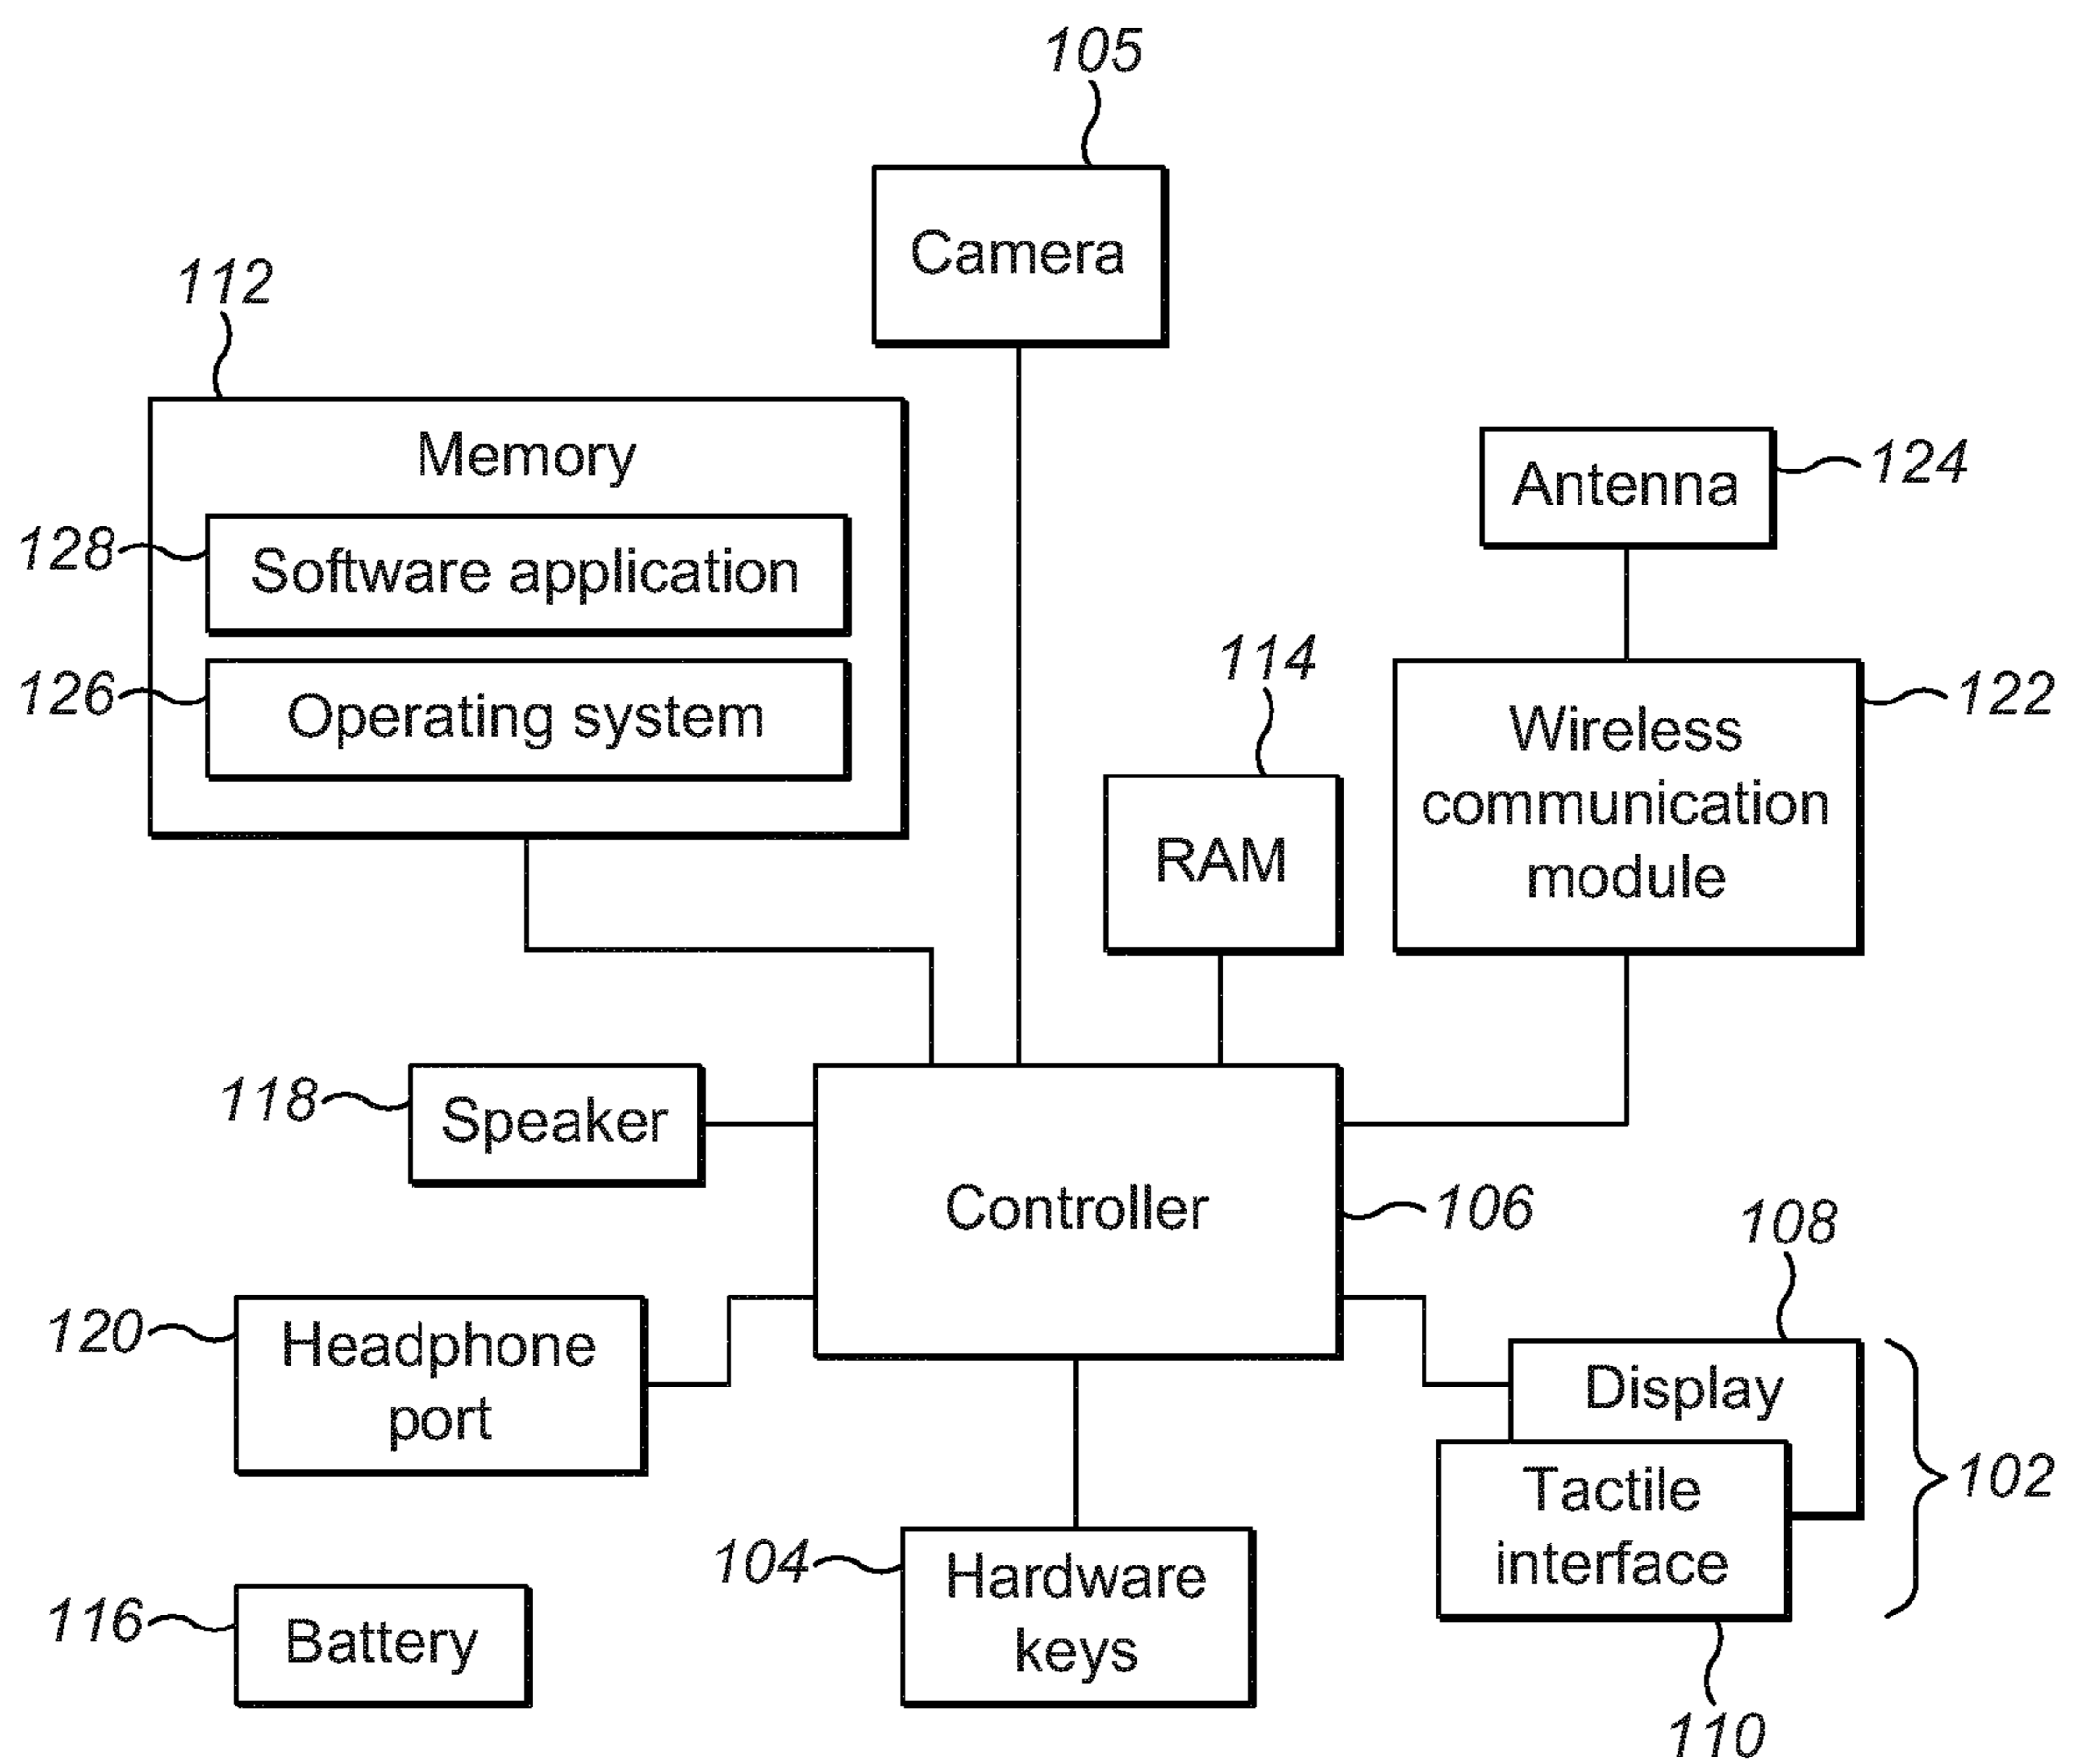 105
Camera
112
Memory
128
Software application
126
Operating system
Antenna
124
114
RAM
Wireless
communication
module
122
118
Speaker
Controller
106
108
Display
Tactile
interface
102
110
120
Headphone
port
104
Hardware
keys
116
Battery